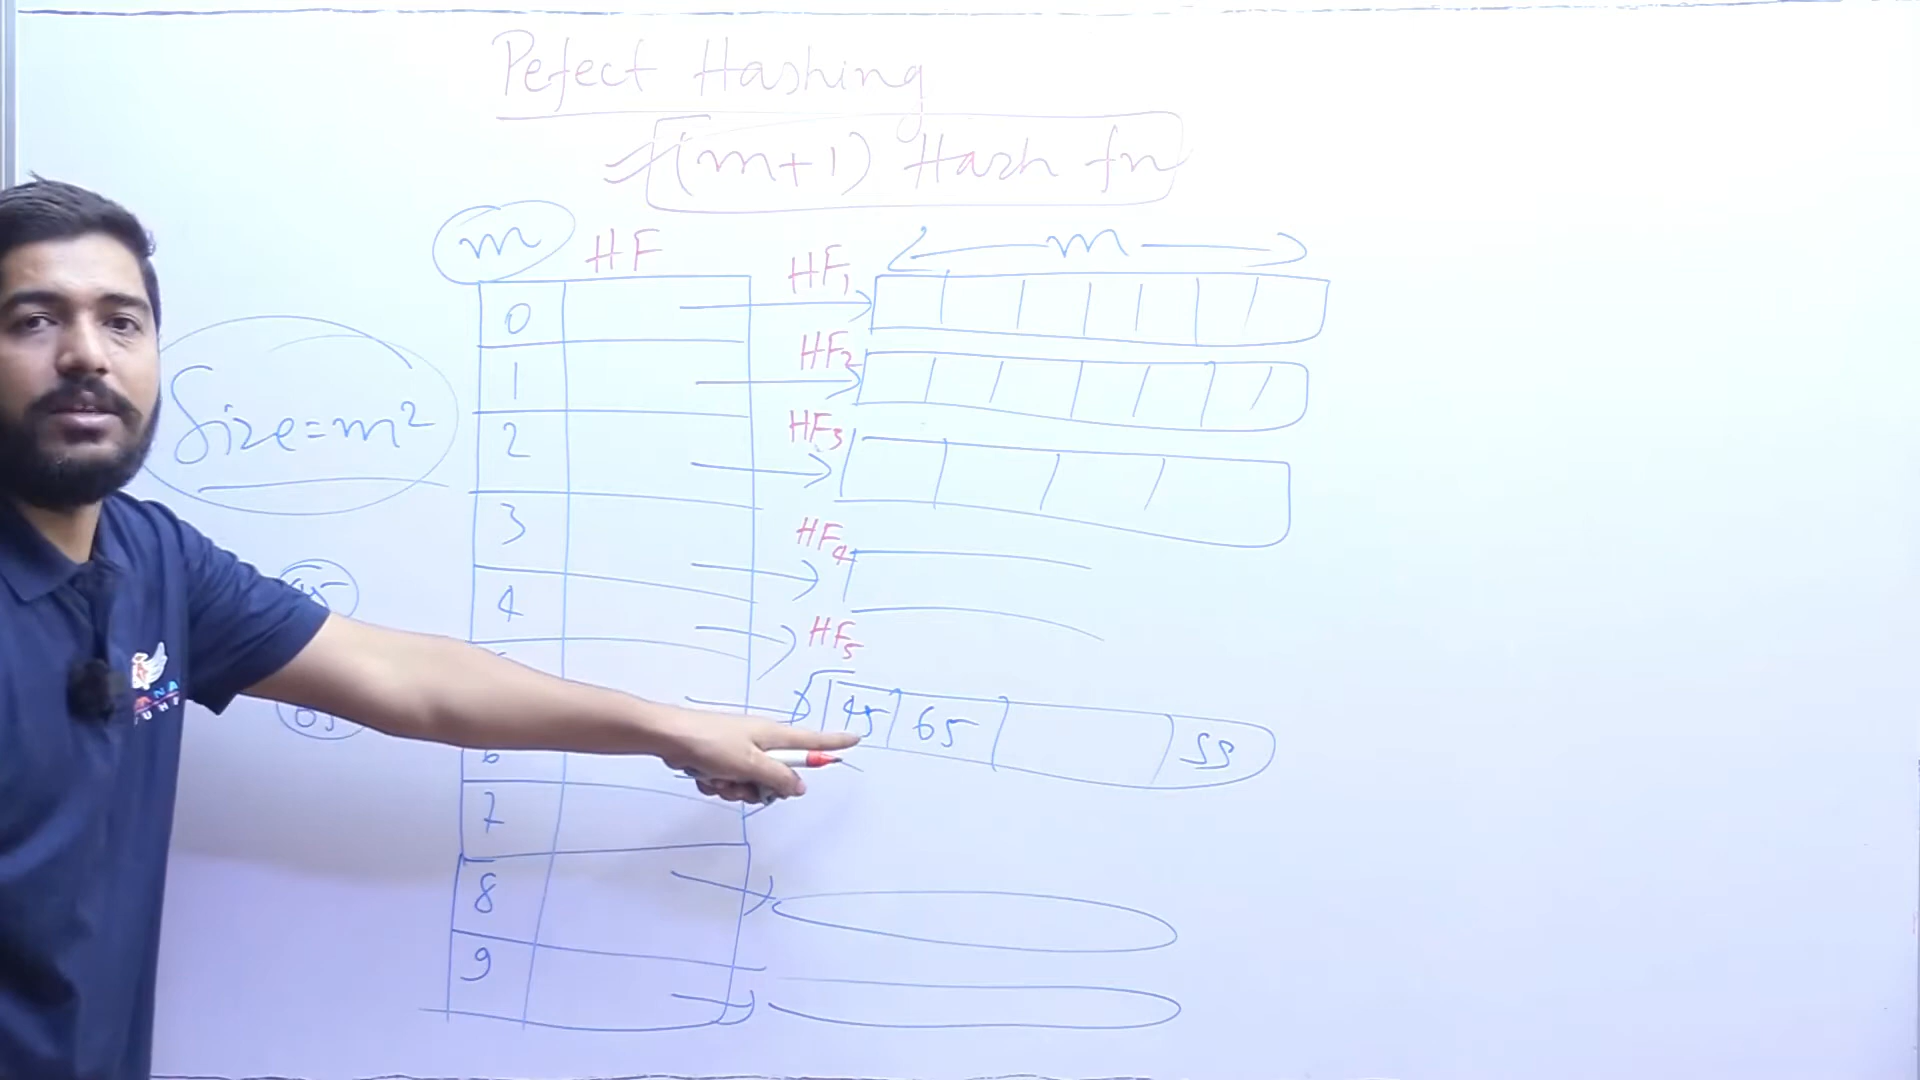 Pefect Hashing
(m+1) Hash fn
m HF
m
Size=m²
0
1
2
3
4
6
7
8
9
HF1
HF2
HF3
HF4
HF5
45 65 55